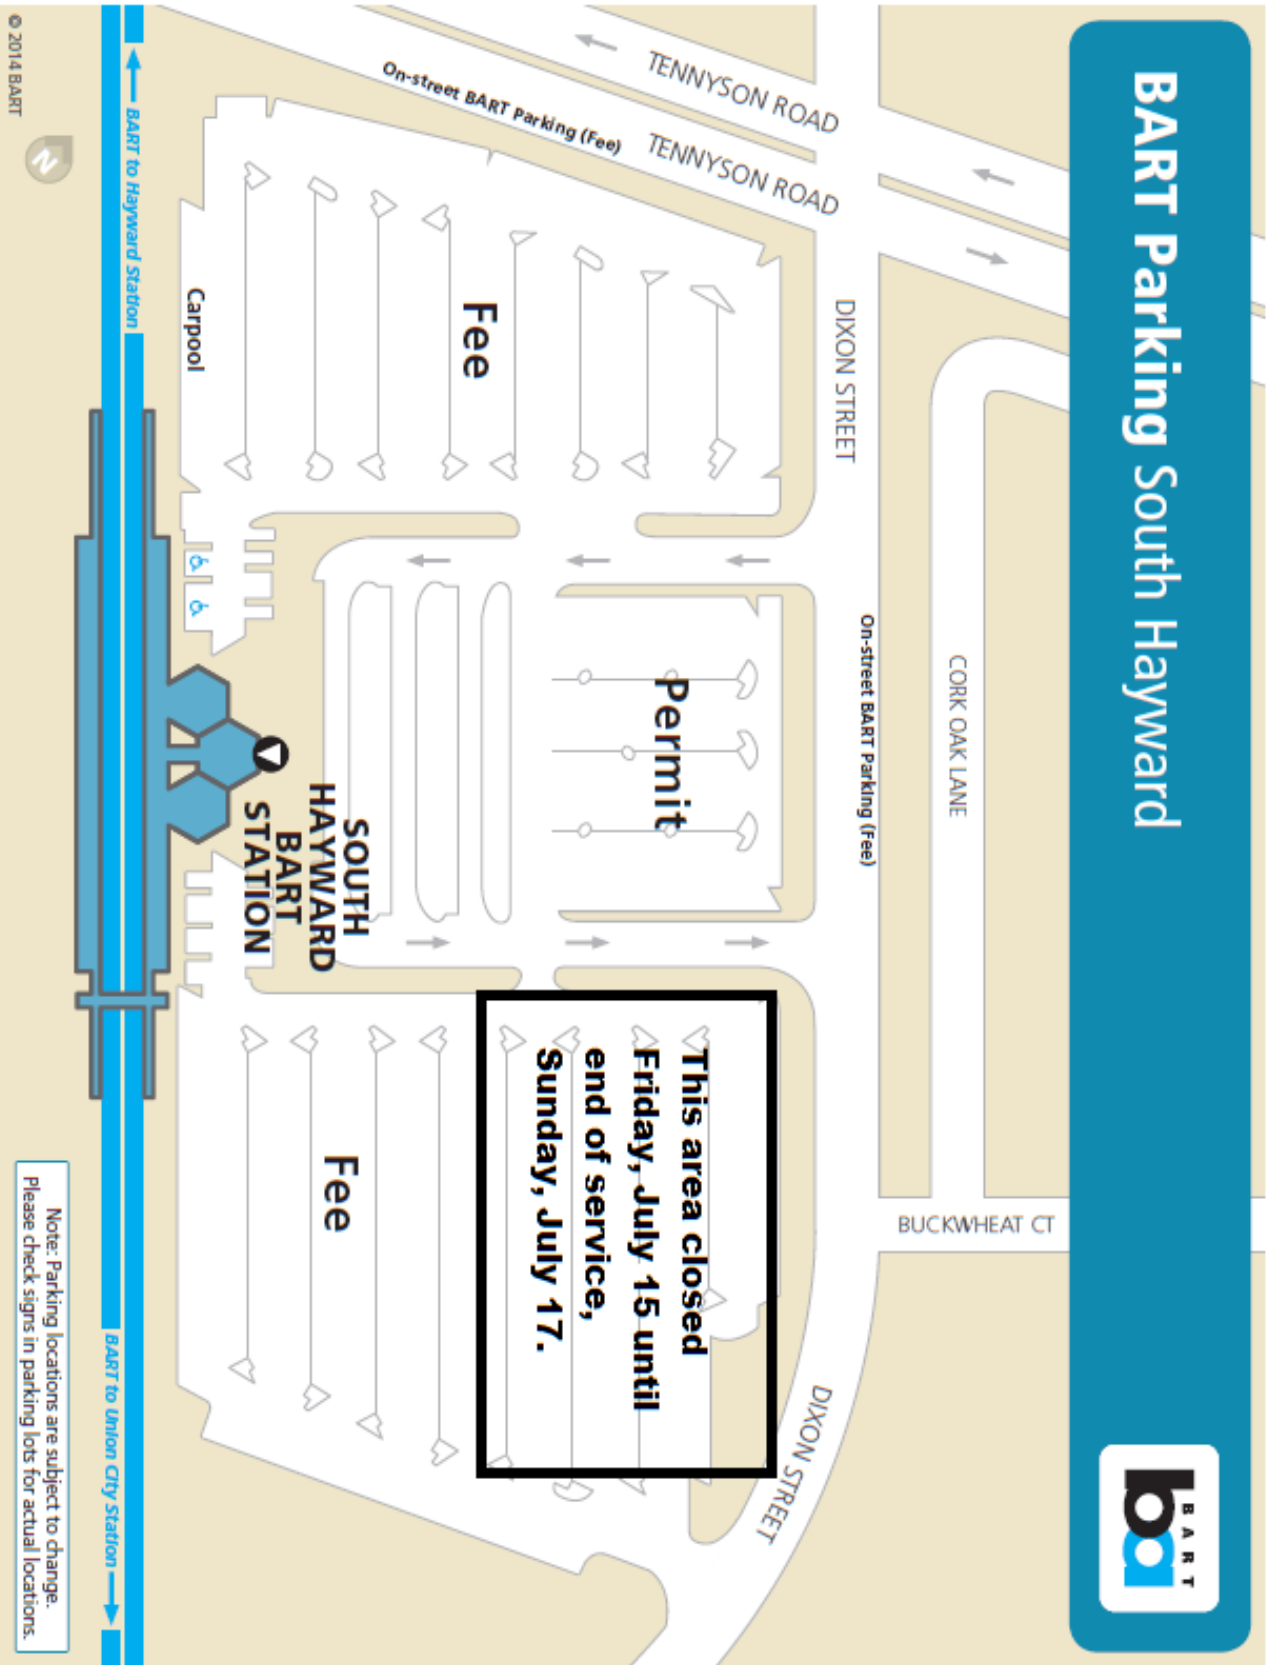 BART Parking South Hayward
BART
ba
TENNYSON ROAD
TENNYSON ROAD
On-street BART Parking (Fee)
DIXON STREET
CORK OAK LANE
BUCKWHEAT CT
On-street BART Parking (Fee)
DIXON STREET
Fee
Permit
This area closed
Friday, July 15 until
end of service,
Sunday, July 17.
Carpool
SOUTH
HAYWARD
BART
STATION
Fee
BART to Hayward Station
BART to Union City Station
N
© 2014 BART
Note: Parking locations are subject to change.
Please check signs in parking lots for actual locations.